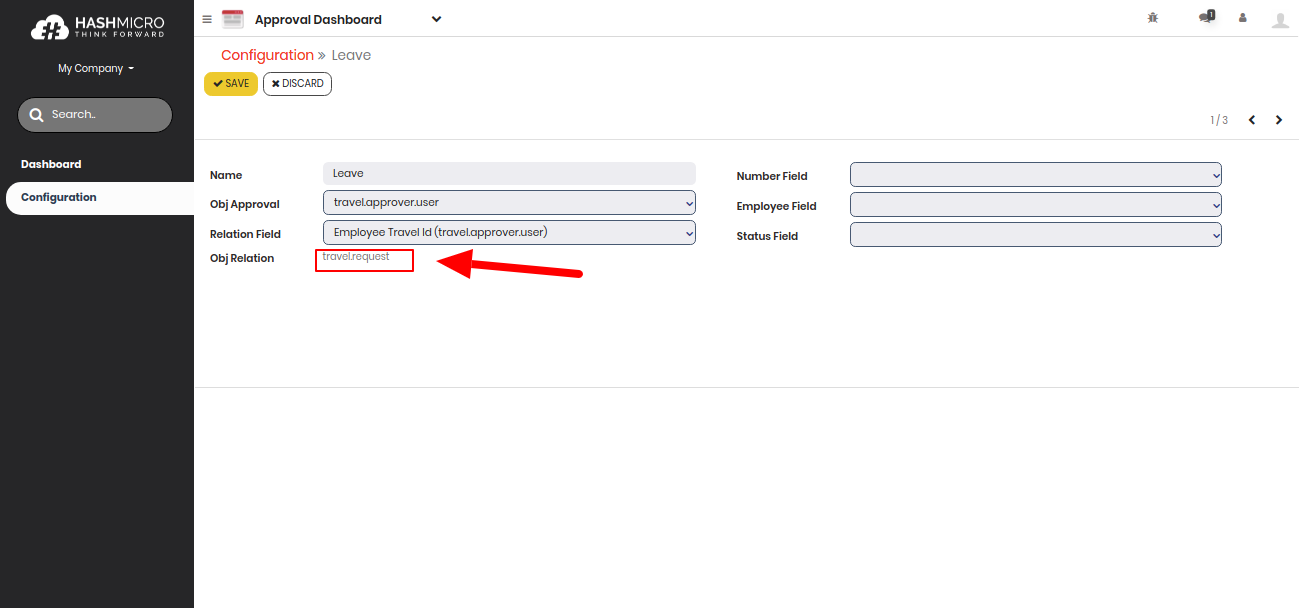 HASHMICRO
THINK FORWARD
My Company
Search..
Dashboard
Configuration
Approval Dashboard
1
Configuration » Leave
SAVE
DISCARD
1 / 3
Name
Leave
Obj Approval
travel.approver.user
Relation Field
Employee Travel Id (travel.approver.user)
Obj Relation
travel.request
Number Field
Employee Field
Status Field